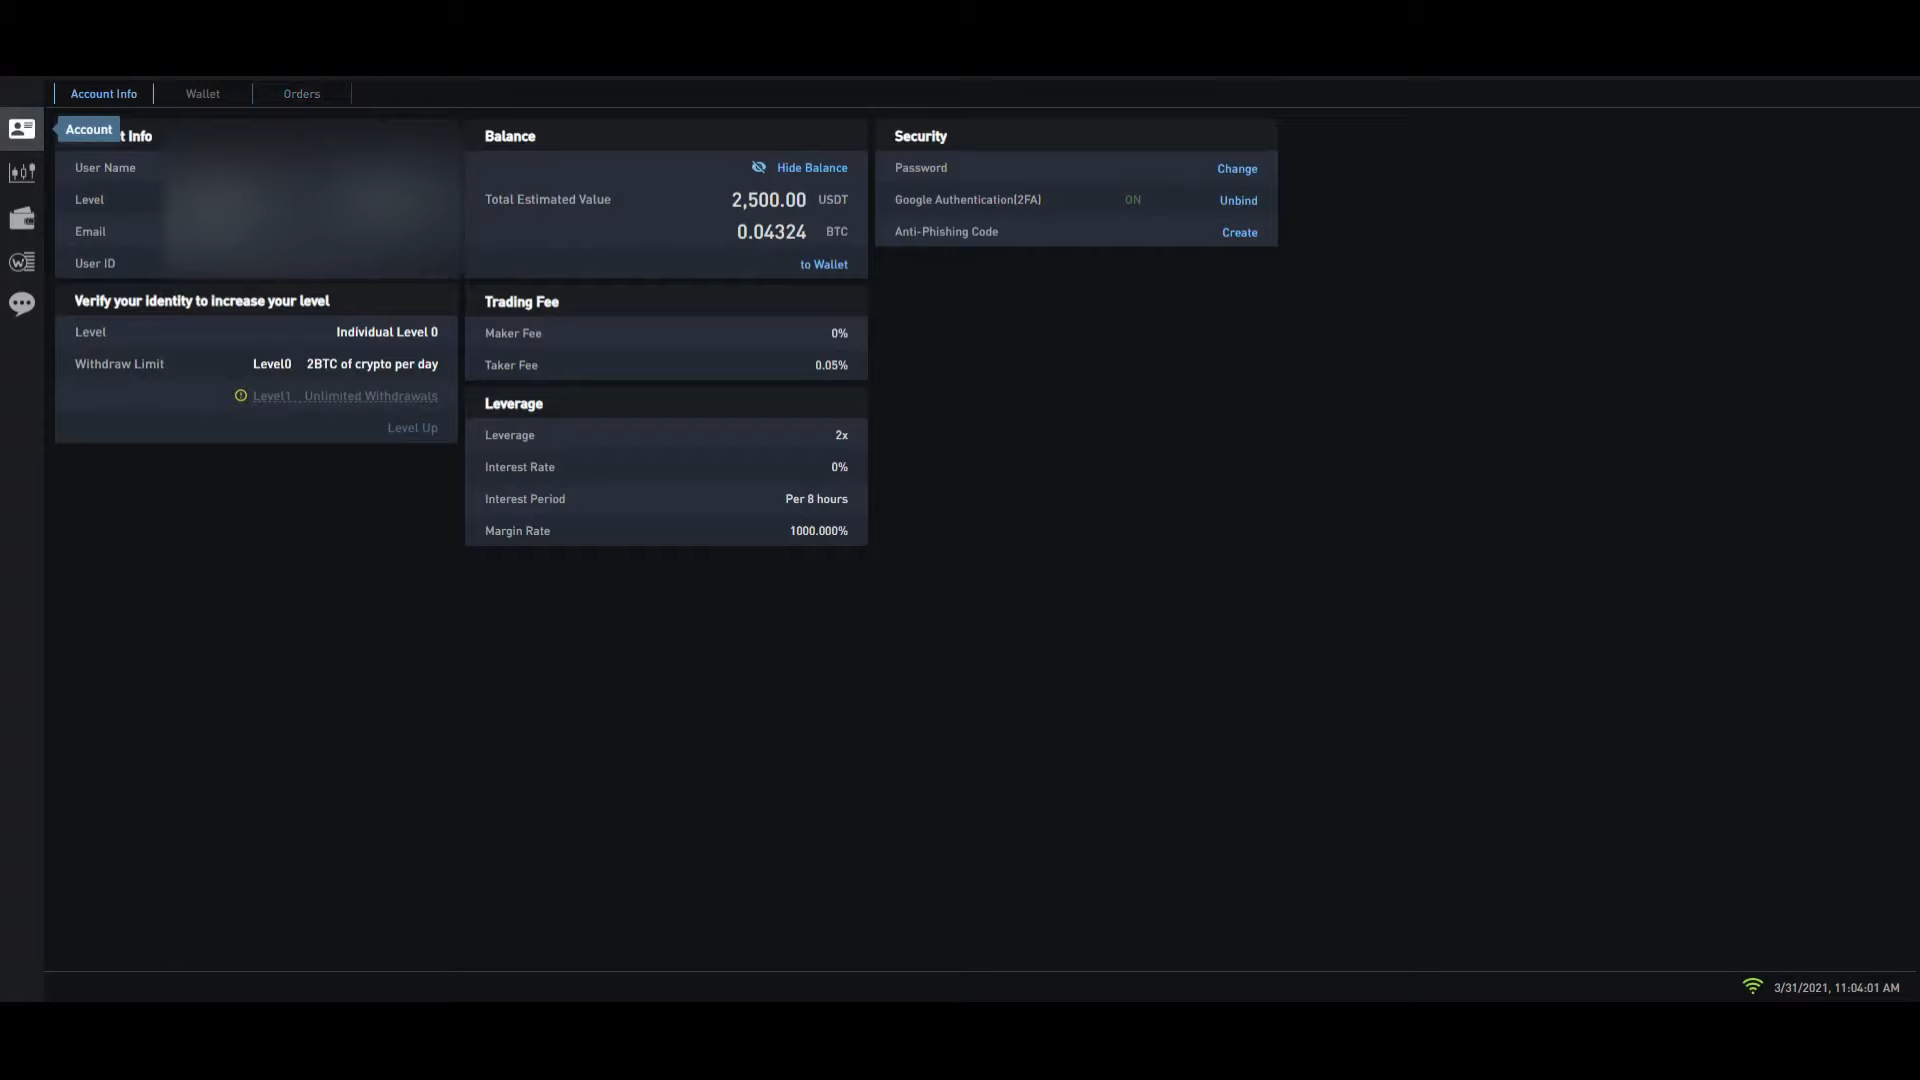 Account Info
Wallet
Orders
Account
t Info
User Name
Level
Email
User ID
Verify your identity to increase your level
Level Individual Level 0
Withdraw Limit Level0 2BTC of crypto per day
Level1 Unlimited Withdrawals
Level Up
Balance
Hide Balance
Total Estimated Value 2,500.00 USDT
0.04324 BTC
to Wallet
Trading Fee
Maker Fee 0%
Taker Fee 0.05%
Leverage
Leverage 2x
Interest Rate 0%
Interest Period Per 8 hours
Margin Rate 1000.000%
Security
Password Change
Google Authentication(2FA) ON Unbind
Anti-Phishing Code Create
3/31/2021, 11:04:01 AM